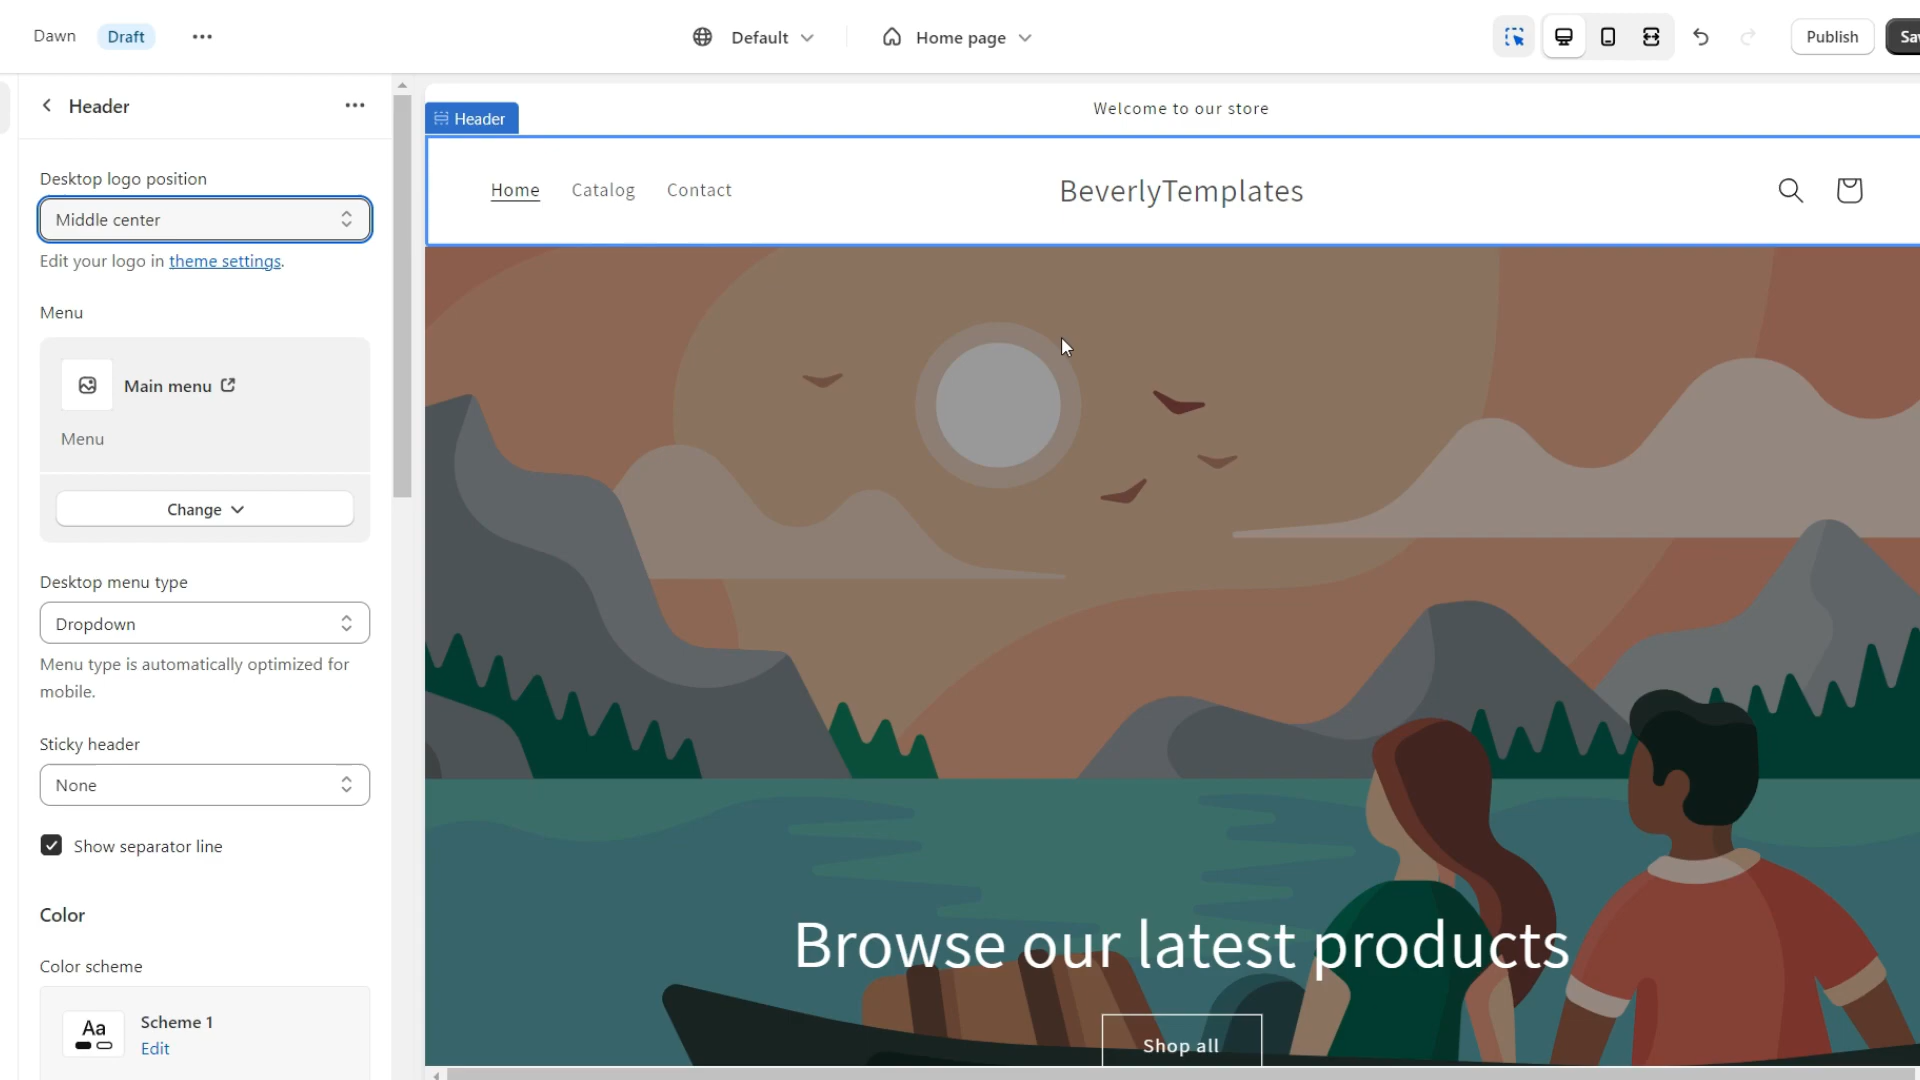 Dawn
Draft
Default
Home page
Publish
Header
Desktop logo position
Middle center
Edit your logo in theme settings.
Menu
Main menu
Menu
Change
Desktop menu type
Dropdown
Menu type is automatically optimized for
mobile.
Sticky header
None
Show separator line
Color
Color scheme
Aa
Scheme 1
Edit
Welcome to our store
Header
Home
Catalog
Contact
BeverlyTemplates
Browse our latest products
Shop all